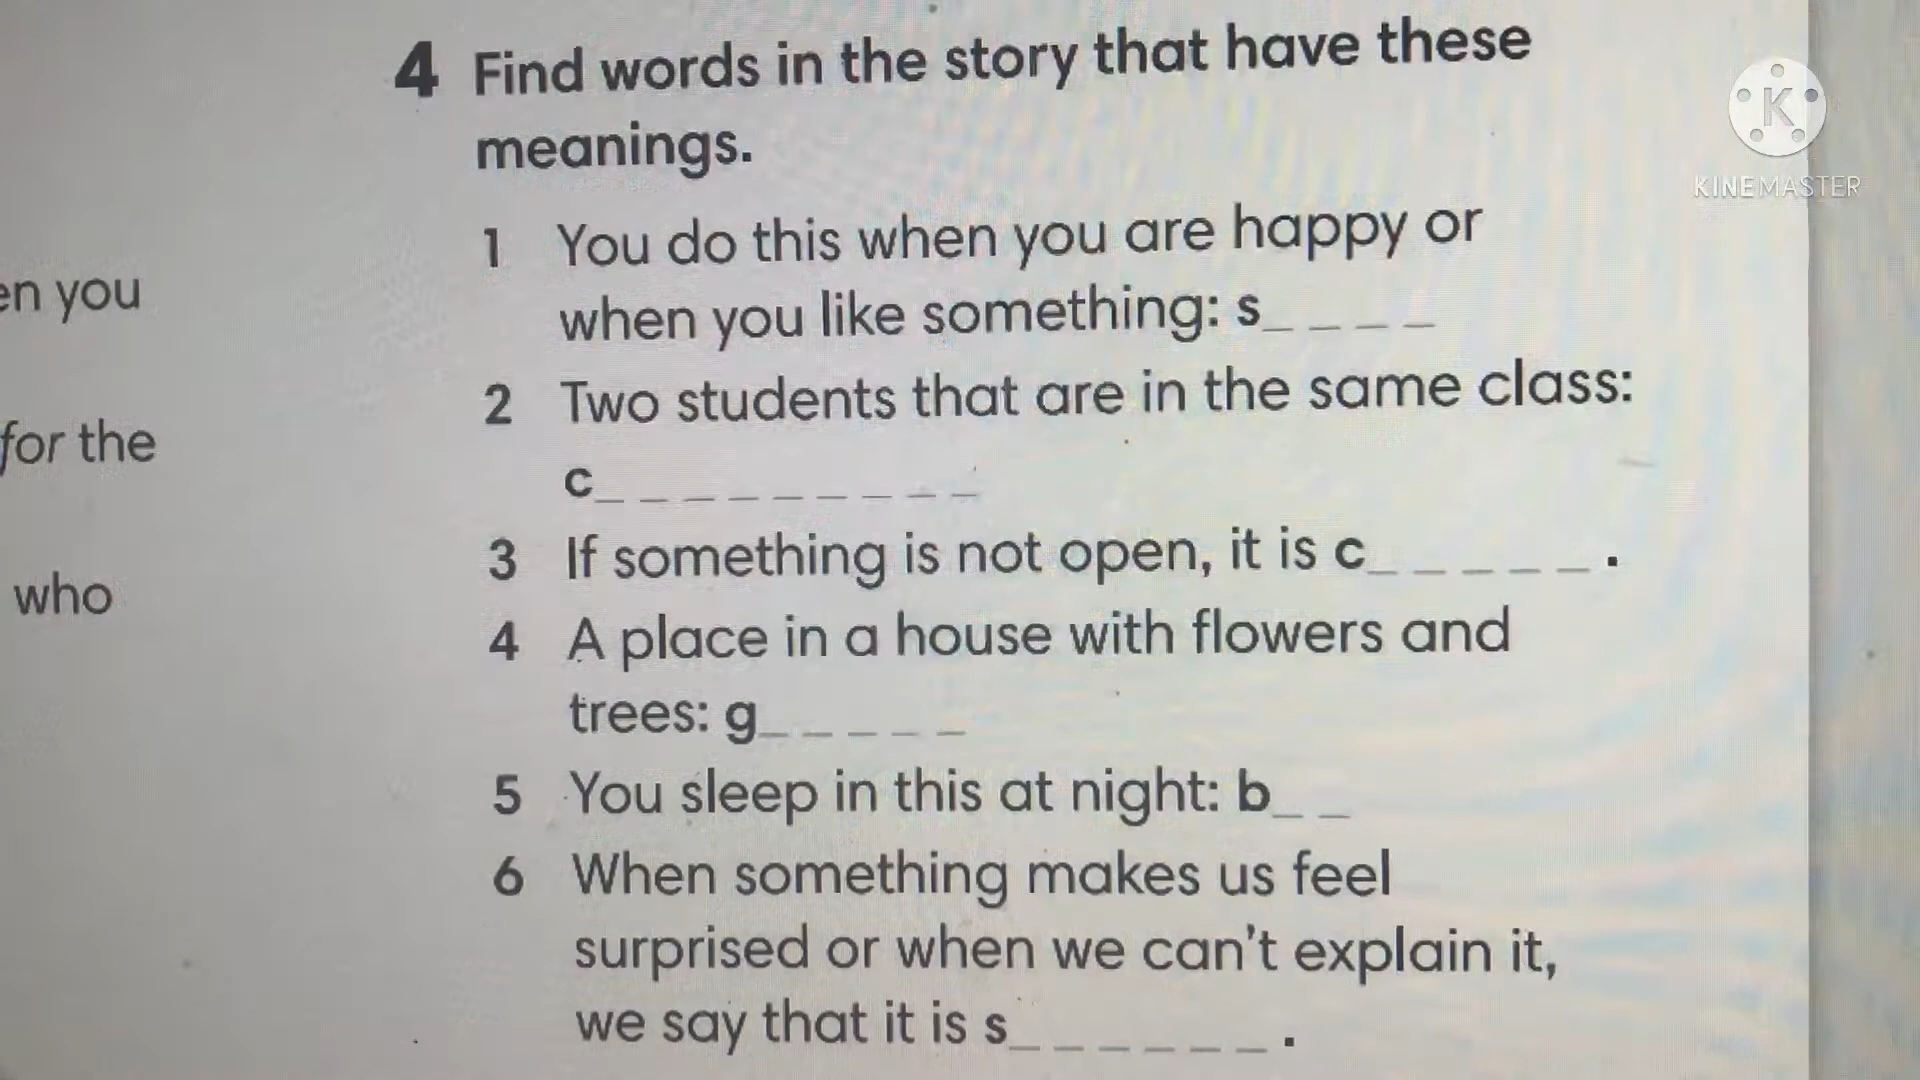 4 Find words in the story that have these
meanings.
1 You do this when you are happy or
when you like something: s_ _ _ _
2 Two students that are in the same class:
c_ _ _ _ _ _ _ _ _
3 If something is not open, it is c_ _ _ _ _ .
4 A place in a house with flowers and
trees: g_ _ _ _ _
5 You sleep in this at night: b_ _
6 When something makes us feel
surprised or when we can't explain it,
we say that it is s_ _ _ _ _ _ .
you
for the
who
K
KINEMASTER